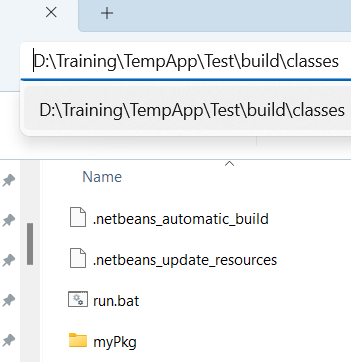 D:\Training\TempApp\Test\build\classes
D:\Training\TempApp\Test\build\classes
Name
.netbeans_automatic_build
.netbeans_update_resources
run.bat
myPkg